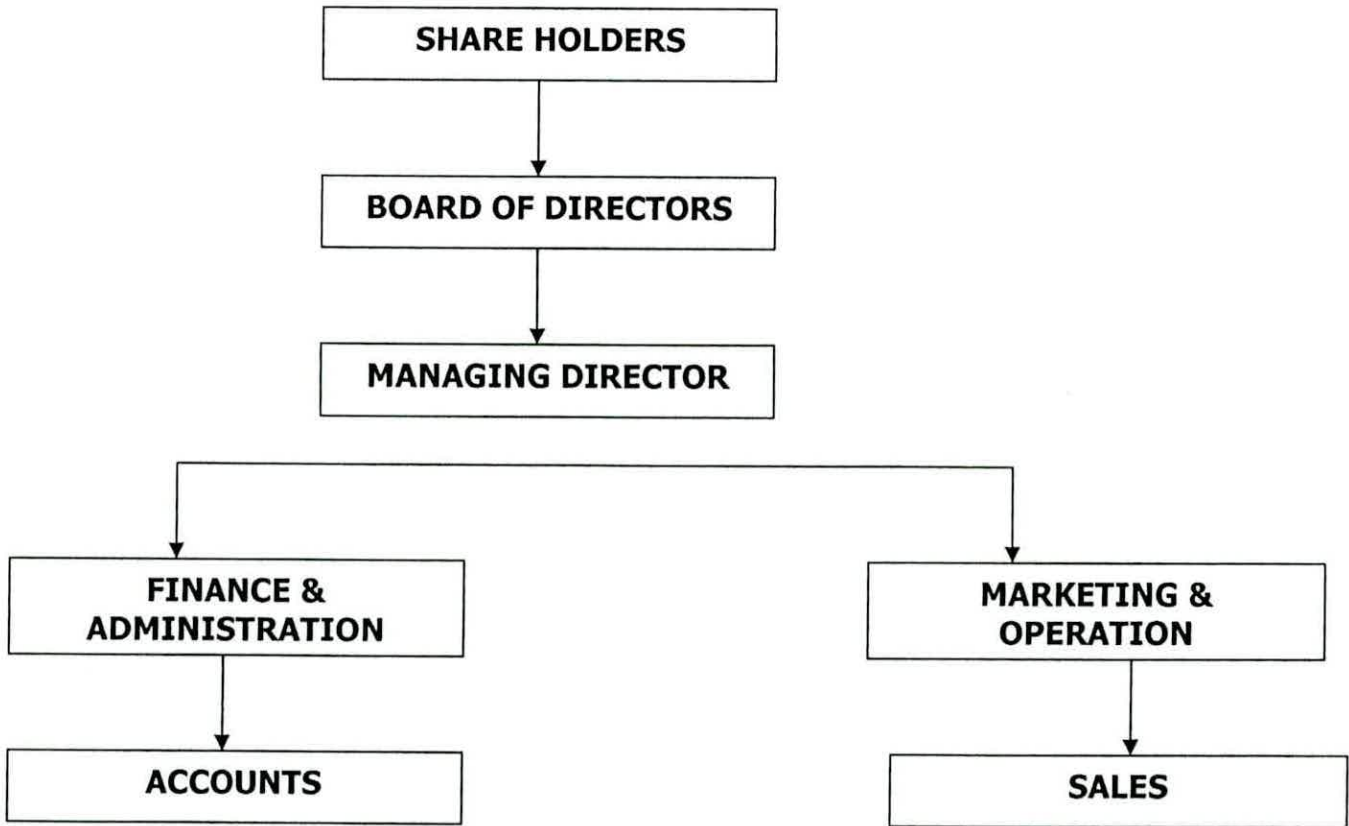 SHARE HOLDERS
BOARD OF DIRECTORS
MANAGING DIRECTOR
FINANCE &
ADMINISTRATION
MARKETING &
OPERATION
ACCOUNTS
SALES